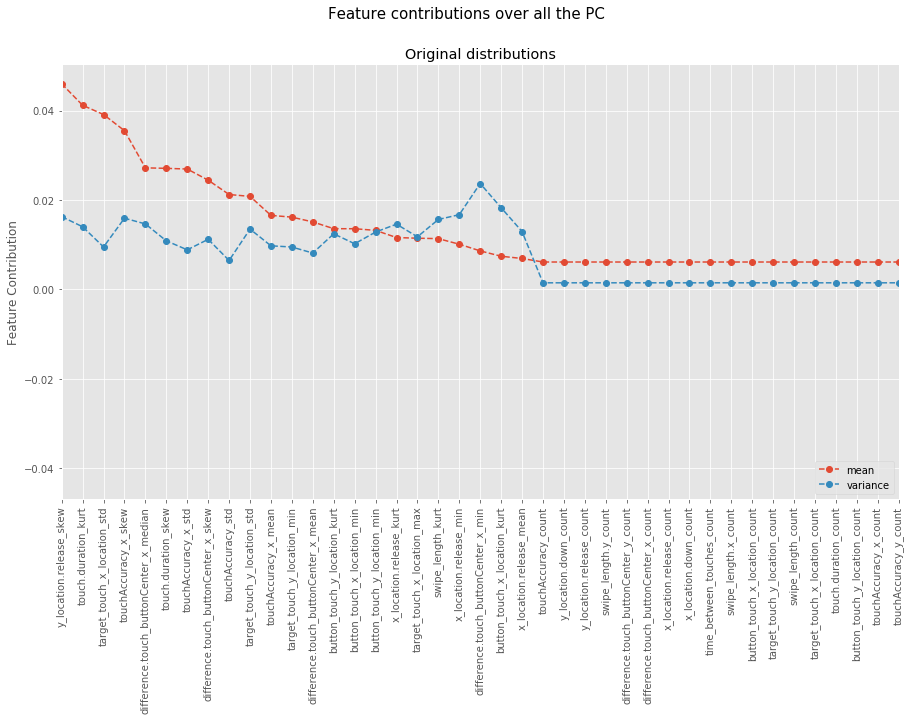 Feature contributions over all the PC
Original distributions
Feature Contribution
0.04
0.02
0.00
−0.02
−0.04
mean
variance
y_location.release_skew
touch.duration_kurt
target_touch_x_location_std
touchAccuracy_x_skew
difference.touch_buttonCenter_x_median
touch.duration_skew
touchAccuracy_x_std
difference.touch_buttonCenter_x_skew
touchAccuracy_std
target_touch_y_location_std
touchAccuracy_x_mean
target_touch_y_location_min
difference.touch_buttonCenter_x_mean
button_touch_y_location_kurt
button_touch_x_location_min
button_touch_y_location_min
x_location.release_kurt
target_touch_x_location_max
swipe_length_kurt
x_location.release_min
difference.touch_buttonCenter_x_min
button_touch_x_location_kurt
x_location.release_mean
touchAccuracy_count
y_location.down_count
y_location.release_count
swipe_length.y_count
difference.touch_buttonCenter_y_count
difference.touch_buttonCenter_x_count
x_location.release_count
x_location.down_count
time_between_touches_count
swipe_length.x_count
button_touch_x_location_count
target_touch_y_location_count
swipe_length_count
target_touch_x_location_count
touch.duration_count
button_touch_y_location_count
touchAccuracy_x_count
touchAccuracy_y_count